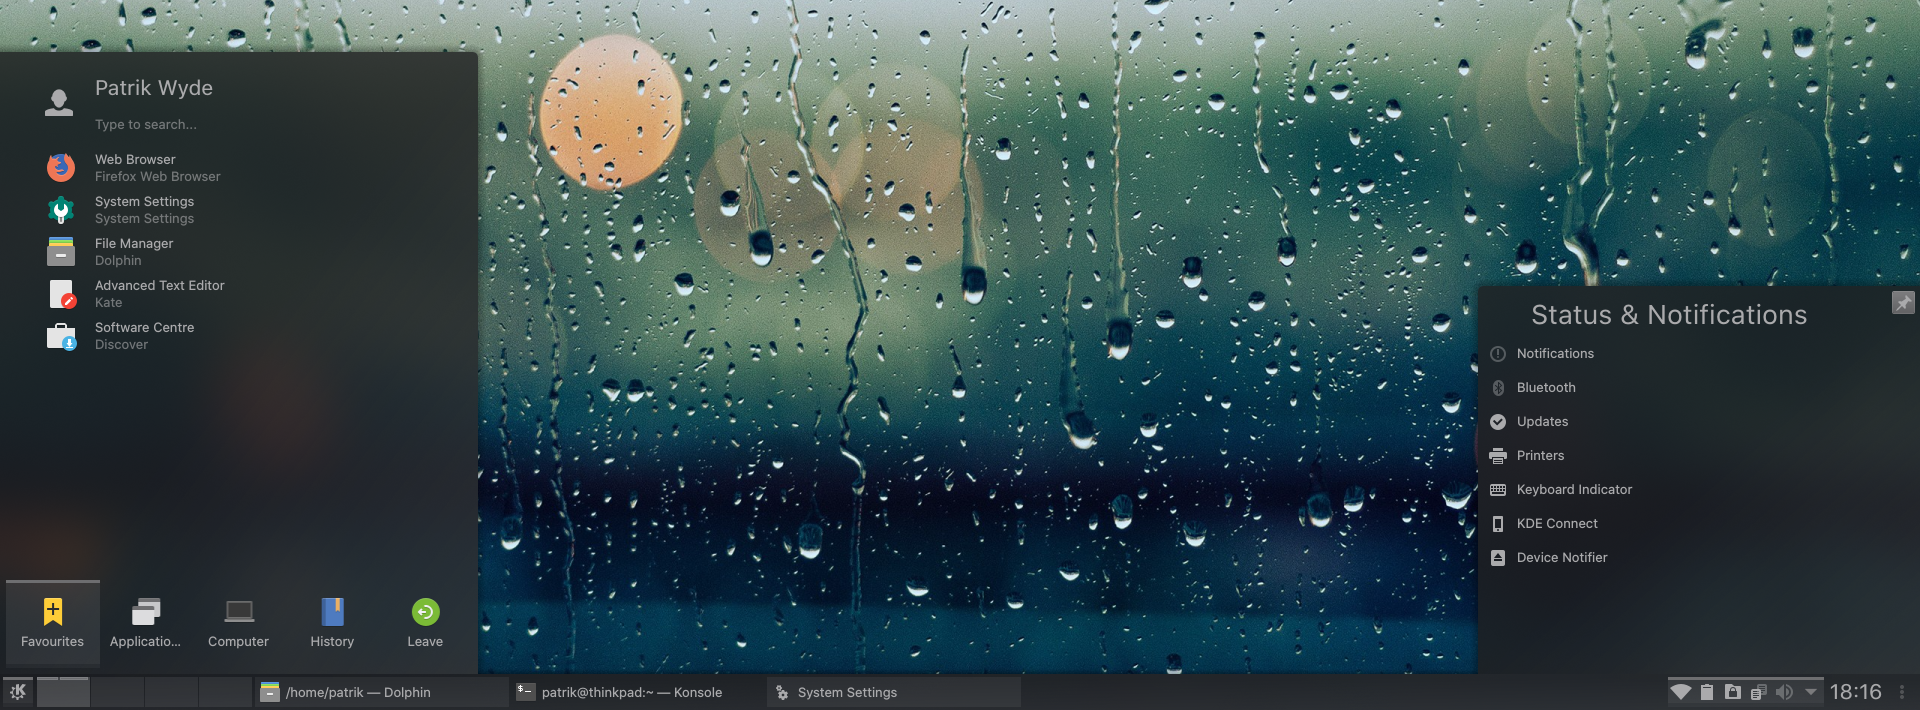 Patrik Wyde
Type to search...
Web Browser
Firefox Web Browser
System Settings
System Settings
File Manager
Dolphin
Advanced Text Editor
Kate
Software Centre
Discover
Favourites
Applicatio...
Computer
History
Leave
Status & Notifications
Notifications
Bluetooth
Updates
Printers
Keyboard Indicator
KDE Connect
Device Notifier
/home/patrik — Dolphin
patrik@thinkpad:~ — Konsole
System Settings
18:16